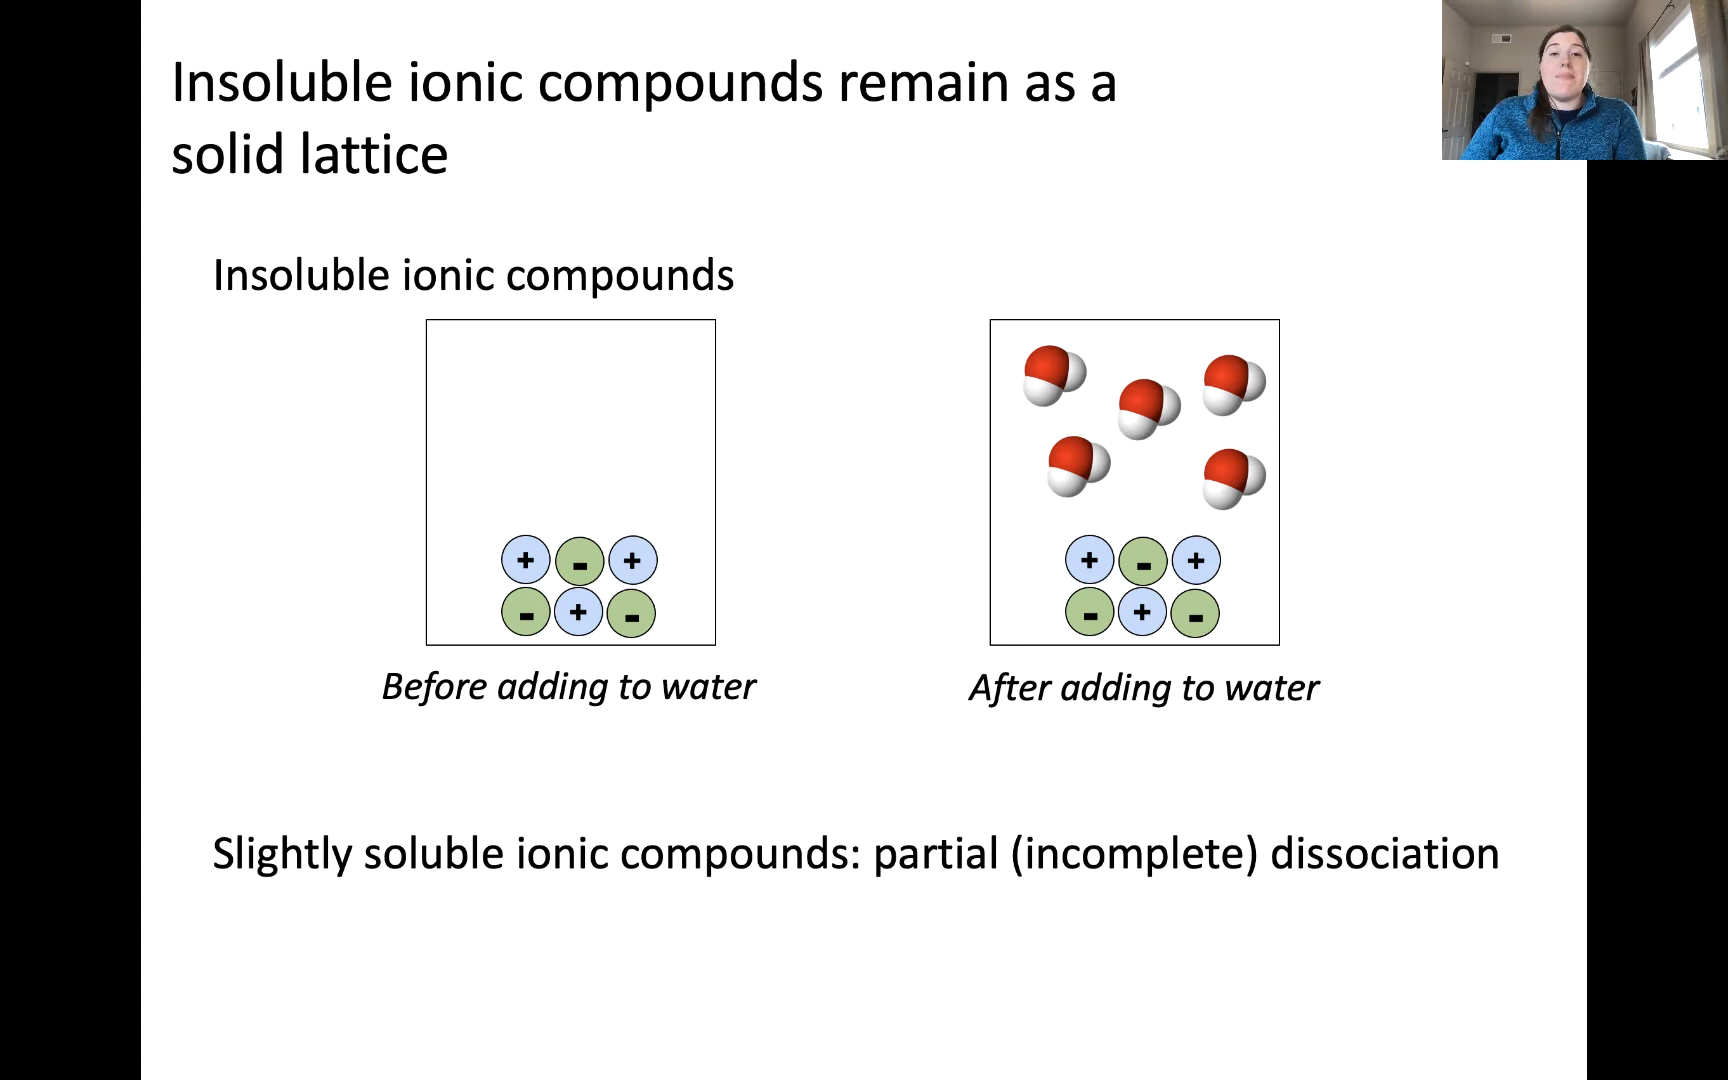 Insoluble ionic compounds remain as a
solid lattice
Insoluble ionic compounds
+ - +
- + -
Before adding to water
+ - +
- + -
After adding to water
Slightly soluble ionic compounds: partial (incomplete) dissociation